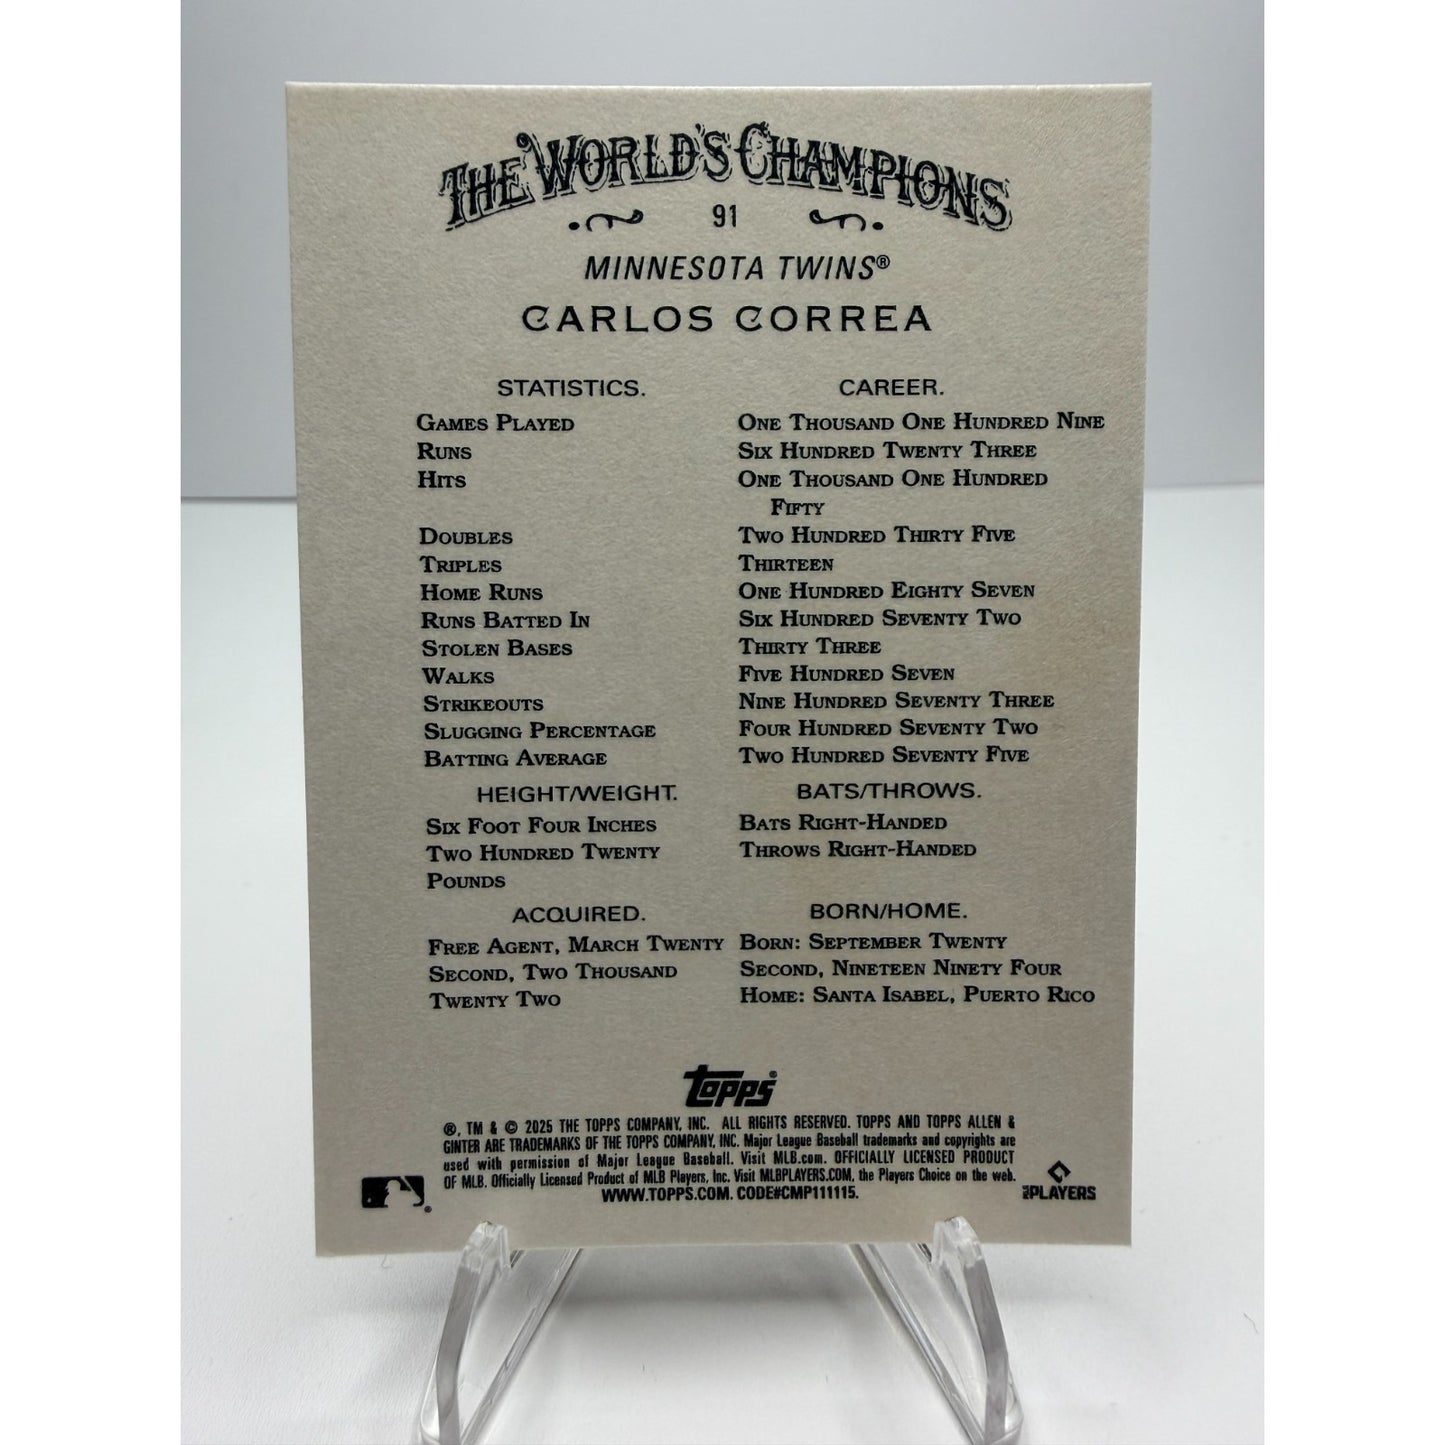 THE WORLD'S CHAMPIONS
91
MINNESOTA TWINS®
CARLOS CORREA
STATISTICS. CAREER.
GAMES PLAYED ONE THOUSAND ONE HUNDRED NINE
RUNS SIX HUNDRED TWENTY THREE
HITS ONE THOUSAND ONE HUNDRED
FIFTY
DOUBLES TWO HUNDRED THIRTY FIVE
TRIPLES THIRTEEN
HOME RUNS ONE HUNDRED EIGHTY SEVEN
RUNS BATTED IN SIX HUNDRED SEVENTY TWO
STOLEN BASES THIRTY THREE
WALKS FIVE HUNDRED SEVEN
STRIKEOUTS NINE HUNDRED SEVENTY THREE
SLUGGING PERCENTAGE FOUR HUNDRED SEVENTY TWO
BATTING AVERAGE TWO HUNDRED SEVENTY FIVE
HEIGHT/WEIGHT. BATS/THROWS.
SIX FOOT FOUR INCHES BATS RIGHT-HANDED
TWO HUNDRED TWENTY THROWS RIGHT-HANDED
POUNDS
ACQUIRED. BORN/HOME.
FREE AGENT, MARCH TWENTY BORN: SEPTEMBER TWENTY
SECOND, TWO THOUSAND SECOND, NINETEEN NINETY FOUR
TWENTY TWO HOME: SANTA ISABEL, PUERTO RICO
TOPPS®
®, TM & © 2025 THE TOPPS COMPANY, INC. ALL RIGHTS RESERVED. TOPPS AND TOPPS ALLEN &
GINTER ARE TRADEMARKS OF THE TOPPS COMPANY, INC. Major League Baseball trademarks and copyrights are
used with permission of Major League Baseball. Visit MLB.com. OFFICIALLY LICENSED PRODUCT
OF MLB. Officially Licensed Product of MLB Players, Inc. Visit MLBPLAYERS.COM, the Players Choice on the web.
WWW.TOPPS.COM. CODE#CMP111115.
MLB PLAYERS